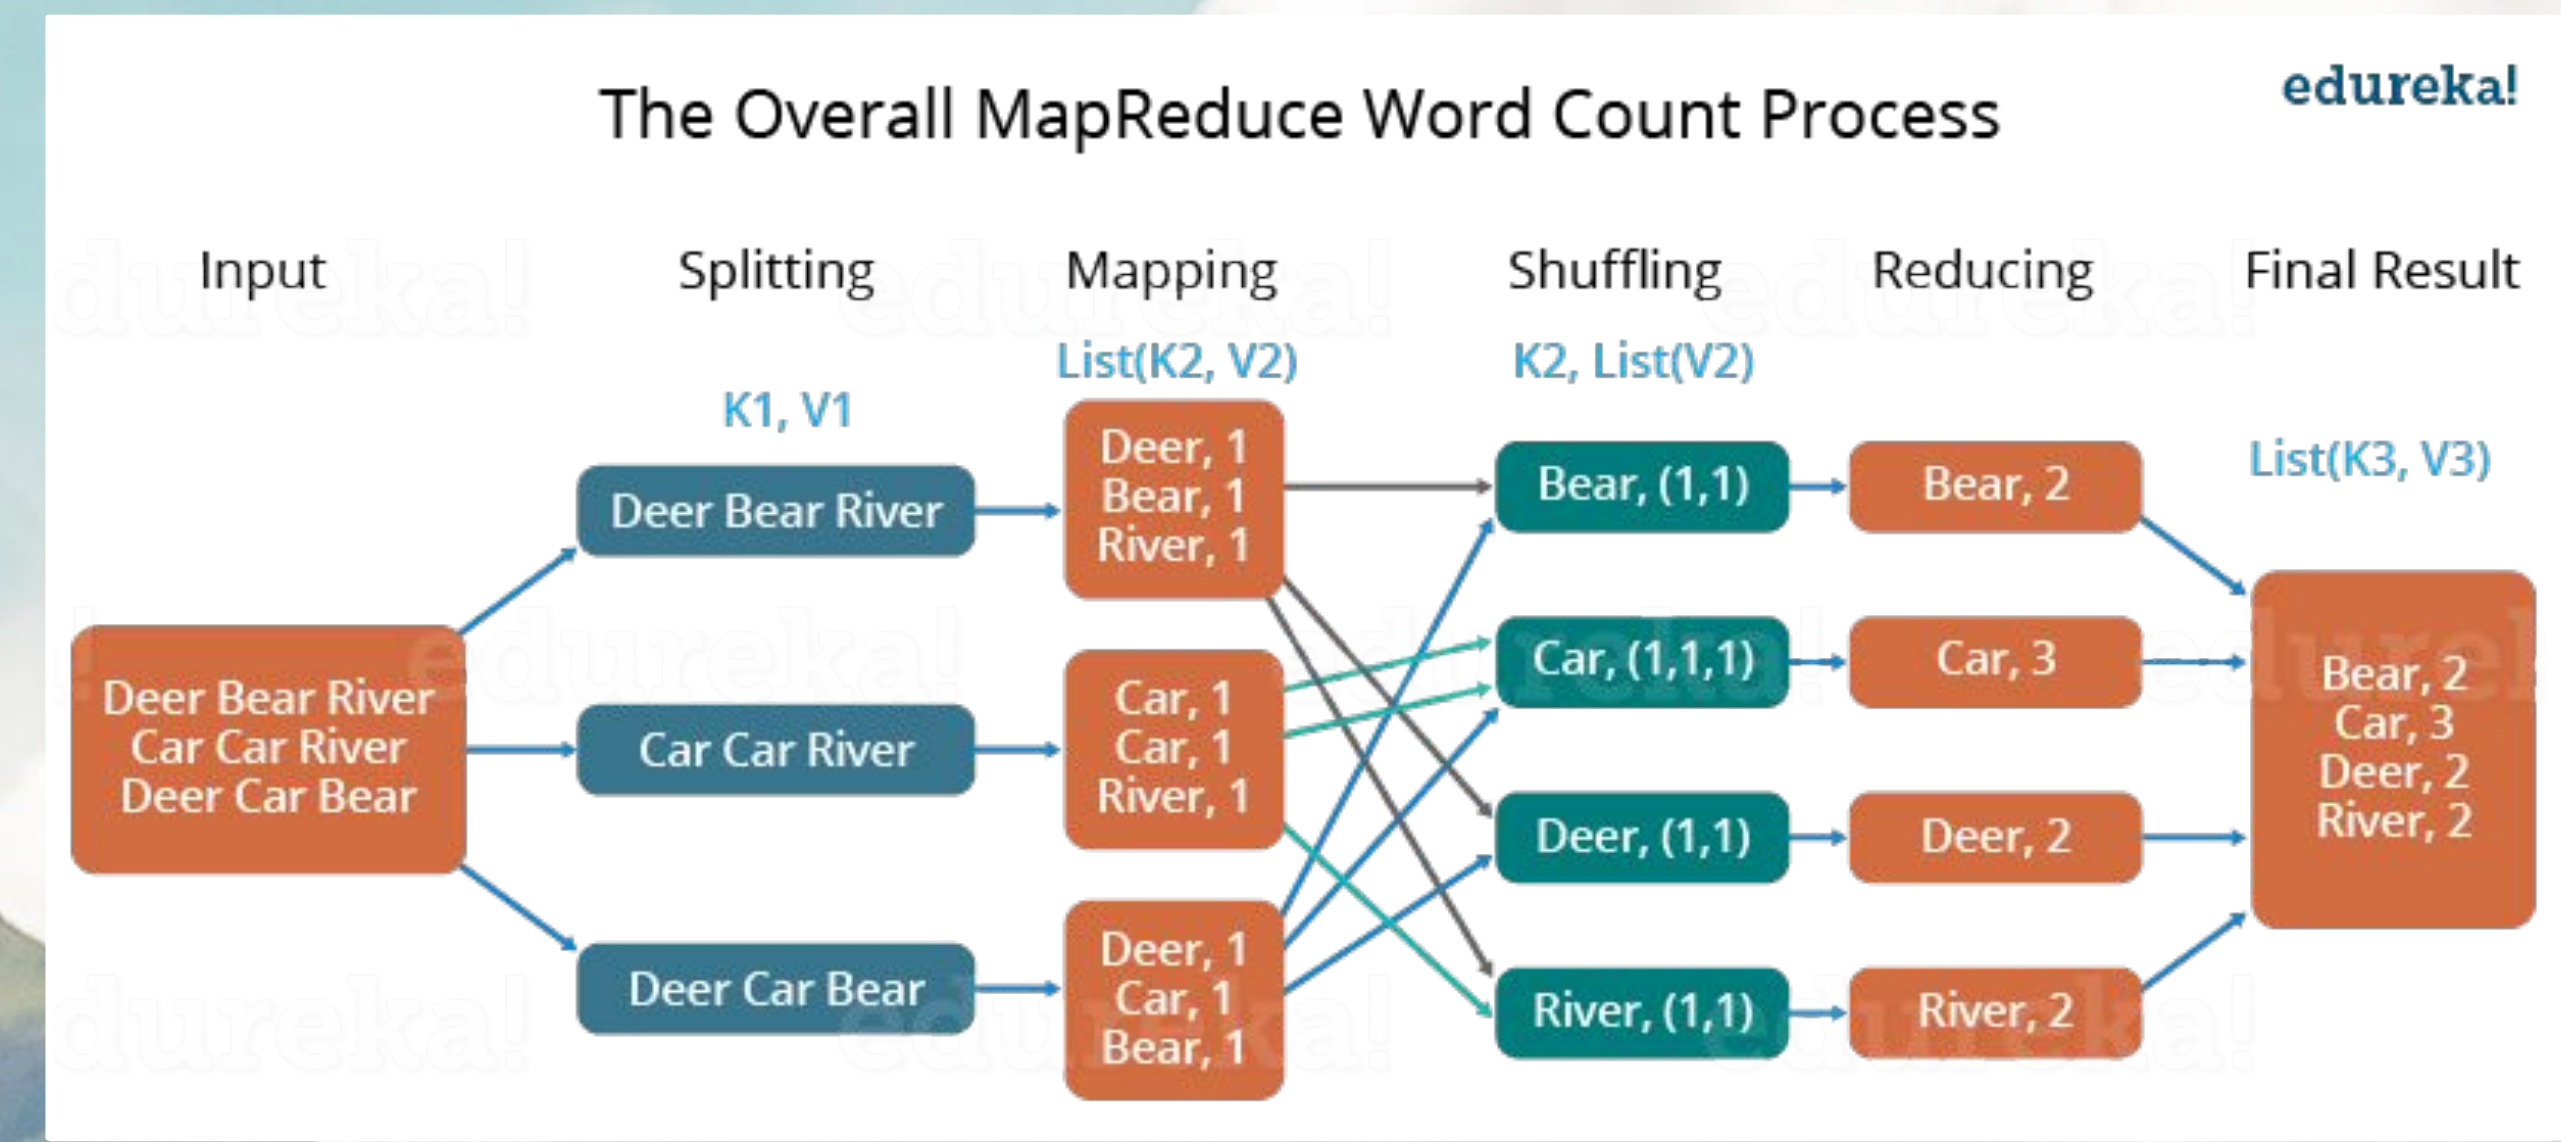 edureka!
The Overall MapReduce Word Count Process
Input
Splitting
Mapping
Shuffling
Reducing
Final Result
K1, V1
List(K2, V2)
K2, List(V2)
List(K3, V3)
Deer Bear River
Car Car River
Deer Car Bear
Deer Bear River
Car Car River
Deer Car Bear
Deer, 1
Bear, 1
River, 1
Car, 1
Car, 1
River, 1
Deer, 1
Car, 1
Bear, 1
Bear, (1,1)
Car, (1,1,1)
Deer, (1,1)
River, (1,1)
Bear, 2
Car, 3
Deer, 2
River, 2
Bear, 2
Car, 3
Deer, 2
River, 2